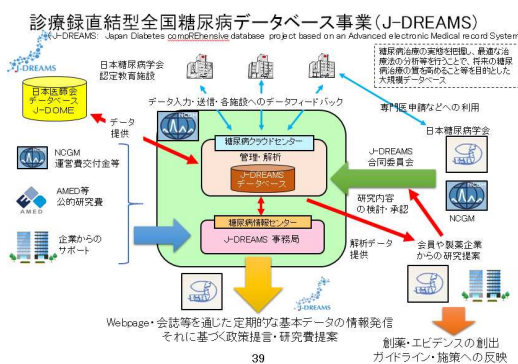 診療録直結型全国糖尿病データベース事業(J-DREAMS)
J-DREAMS: Japan Diabetes compREhensive database project based on an Advanced electronic Medical record System
J-DREAMS
日本糖尿病学会
認定教育施設
糖尿病治療の実態を把握し、最適な治
療法の分析等を行うことで、将来の糖尿
病治療の質を高めること等を目的とした
大規模データベース
日本医師会
データベース
J-DOME
データ入力・送信・各施設へのデータフィードバック
専門医申請などへの利用
データ
提供
日本糖尿病学会
糖尿病クラウドセンター
管理・解析
NCGM
運営費交付金等
J-DREAMS
データベース
J-DREAMS
合同委員会
AMED
AMED等
公的研究費
研究内容
の検討・承認
NCGM
糖尿病情報センター
企業からの
サポート
J-DREAMS 事務局
解析データ
提供
会員や製薬企業
からの研究提案
J-DREAMS
Webpage・会誌等を通じた定期的な基本データの情報発信
それに基づく政策提言・研究費提案
創薬・エビデンスの創出
ガイドライン・施策への反映
39